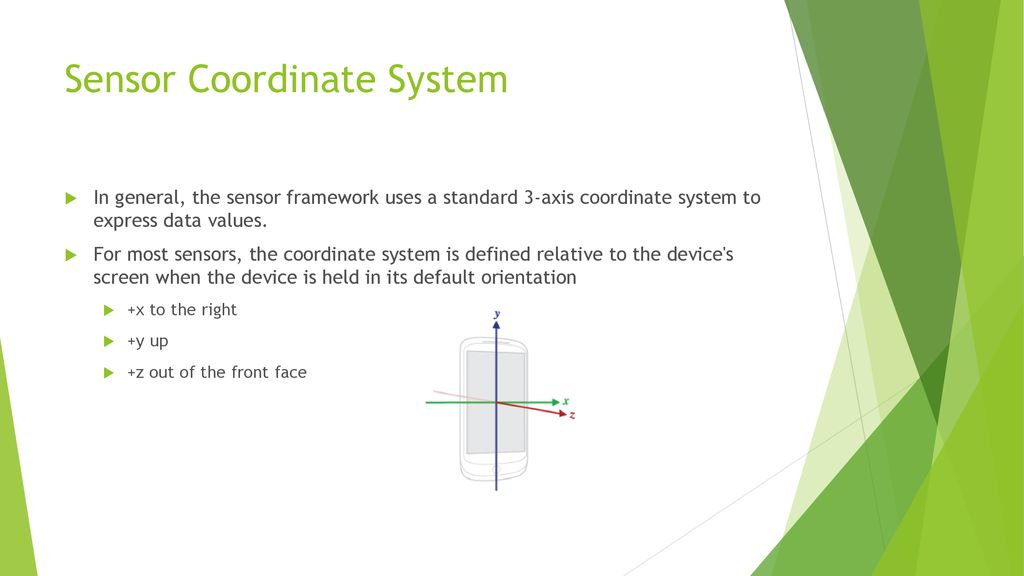 Sensor Coordinate System
In general, the sensor framework uses a standard 3-axis coordinate system to
express data values.
For most sensors, the coordinate system is defined relative to the device's
screen when the device is held in its default orientation
+x to the right
+y up
+z out of the front face
y
x
z